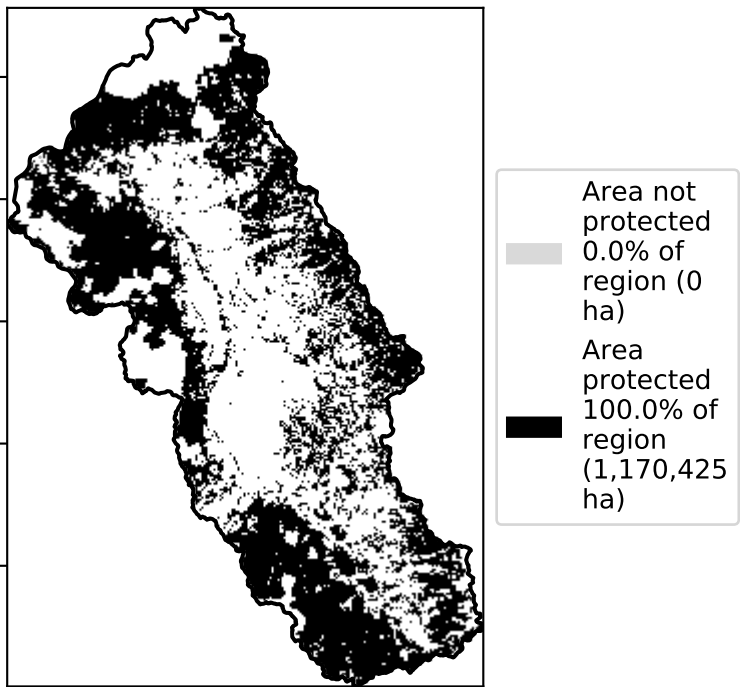 Area not
protected
0.0% of
region (0
ha)
Area
protected
100.0% of
region
(1,170,425
ha)